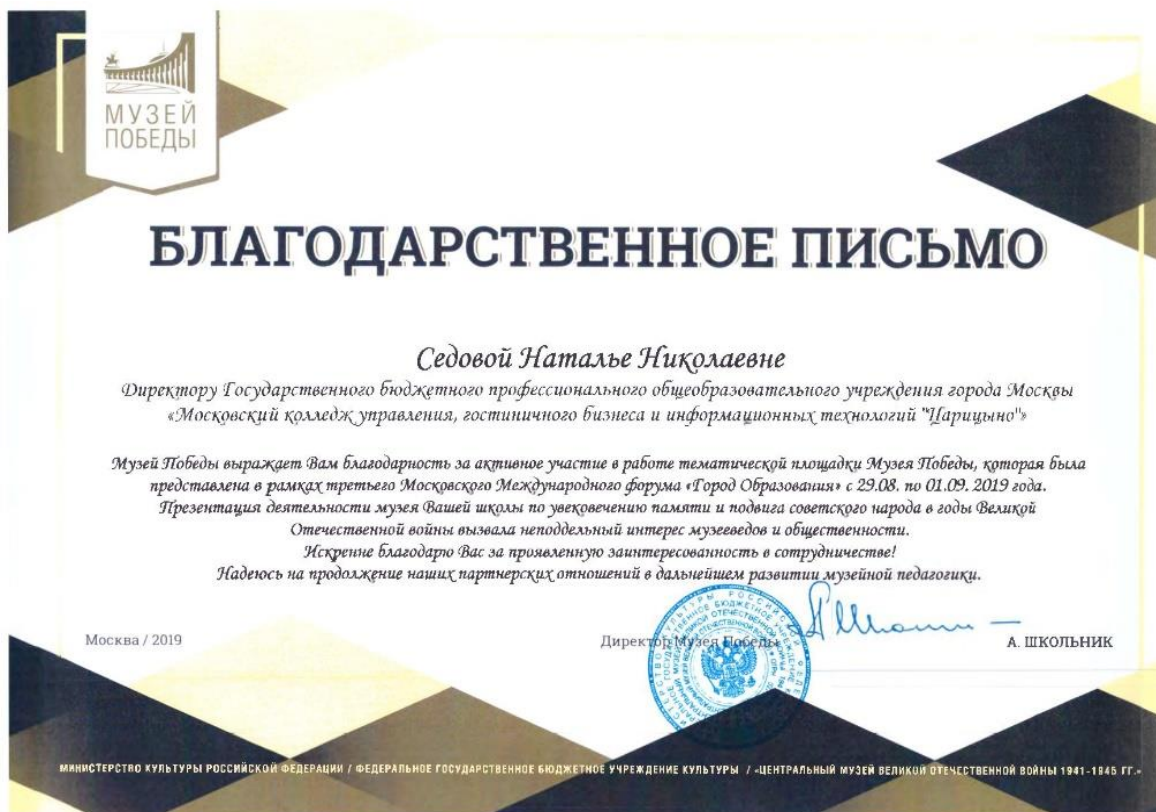 МУЗЕЙ
ПОБЕДЫ
БЛАГОДАРСТВЕННОЕ ПИСЬМО
Седовой Наталье Николаевне
Директору Государственного бюджетного профессионального общеобразовательного учреждения города Москвы
«Московский колледж управления, гостиничного бизнеса и информационных технологий "Царицыно"»
Музей Победы выражает Вам благодарность за активное участие в работе тематической площадки Музея Победы, которая была
представлена в рамках третьего Московского Международного форума «Город Образования» с 29.08. по 01.09. 2019 года.
Презентация деятельности музея Вашей школы по увековечению памяти и подвига советского народа в годы Великой
Отечественной войны вызвала неподдельный интерес музееведов и общественности.
Искренне благодарю Вас за проявленную заинтересованность в сотрудничестве!
Надеюсь на продолжение наших партнерских отношений в дальнейшем развитии музейной педагогики.
Москва / 2019
Директор Музея Победы
А. ШКОЛЬНИК
МИНИСТЕРСТВО КУЛЬТУРЫ РОССИЙСКОЙ ФЕДЕРАЦИИ / ФЕДЕРАЛЬНОЕ ГОСУДАРСТВЕННОЕ БЮДЖЕТНОЕ УЧРЕЖДЕНИЕ КУЛЬТУРЫ / «ЦЕНТРАЛЬНЫЙ МУЗЕЙ ВЕЛИКОЙ ОТЕЧЕСТВЕННОЙ ВОЙНЫ 1941-1945 ГГ.»